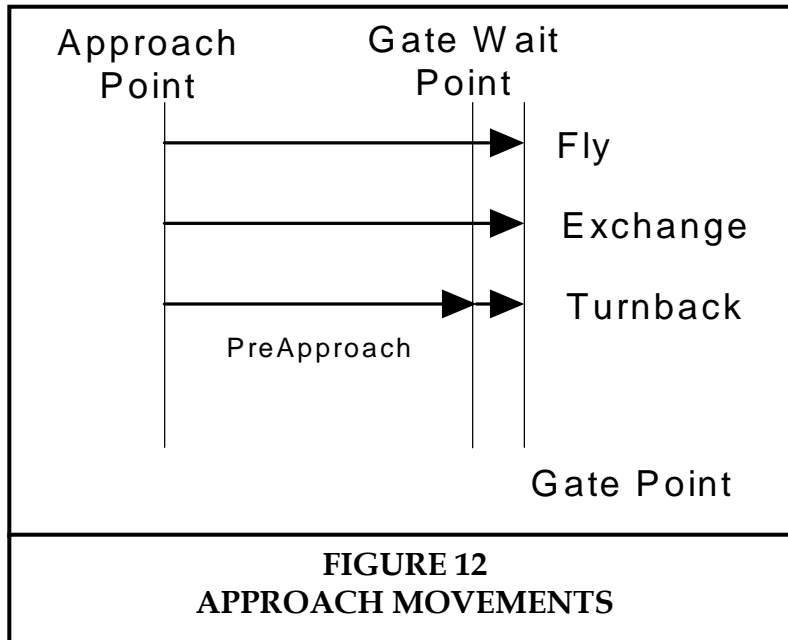 Approach
Point
Gate Wait
Point
Fly
Exchange
Turnback
PreApproach
Gate Point
FIGURE 12
APPROACH MOVEMENTS